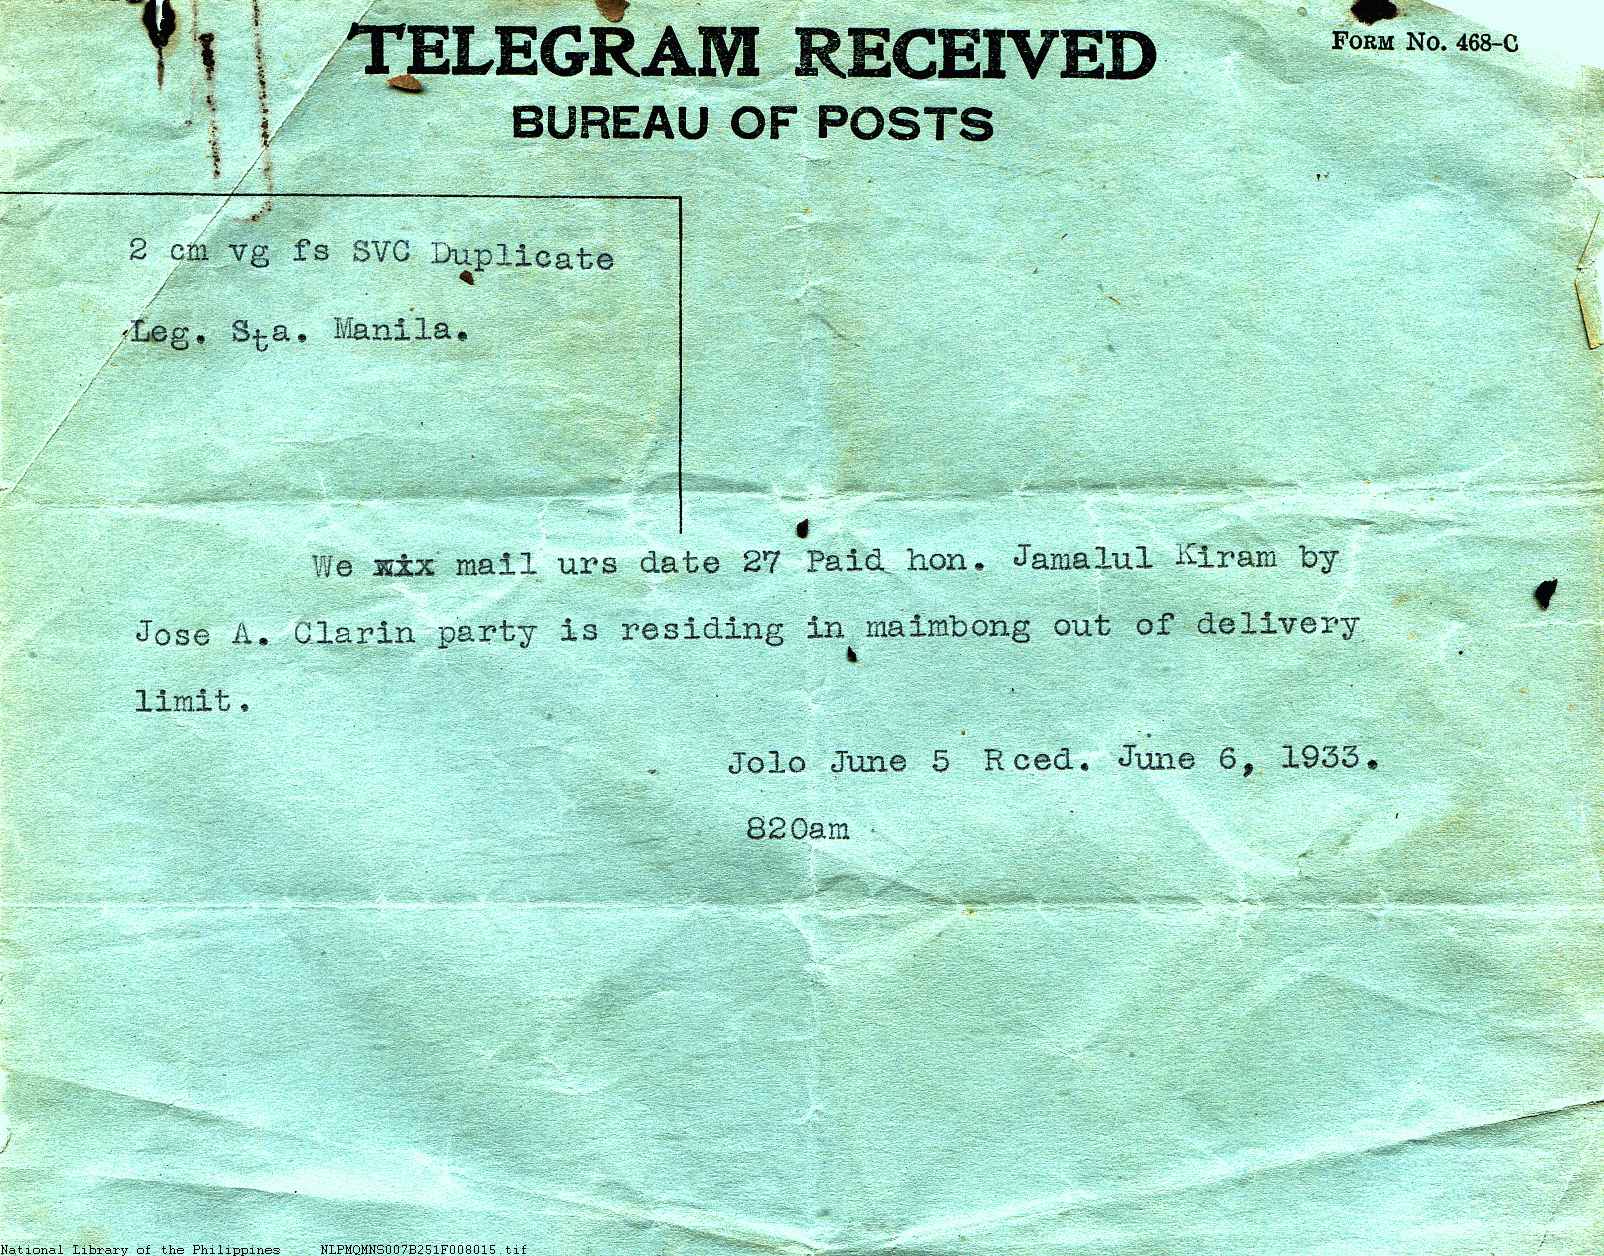 TELEGRAM RECEIVED
FORM NO. 468-C
BUREAU OF POSTS
2 cm vg fs SVC Duplicate
Leg. Sta. Manila.
We wix mail urs date 27 Paid hon. Jamalul Kiram by
Jose A. Clarin party is residing in maimbong out of delivery
limit.
Jolo June 5 Rced. June 6, 1933.
820am
National Library of the Philippines NLPMQMNS007B251F008015.tif